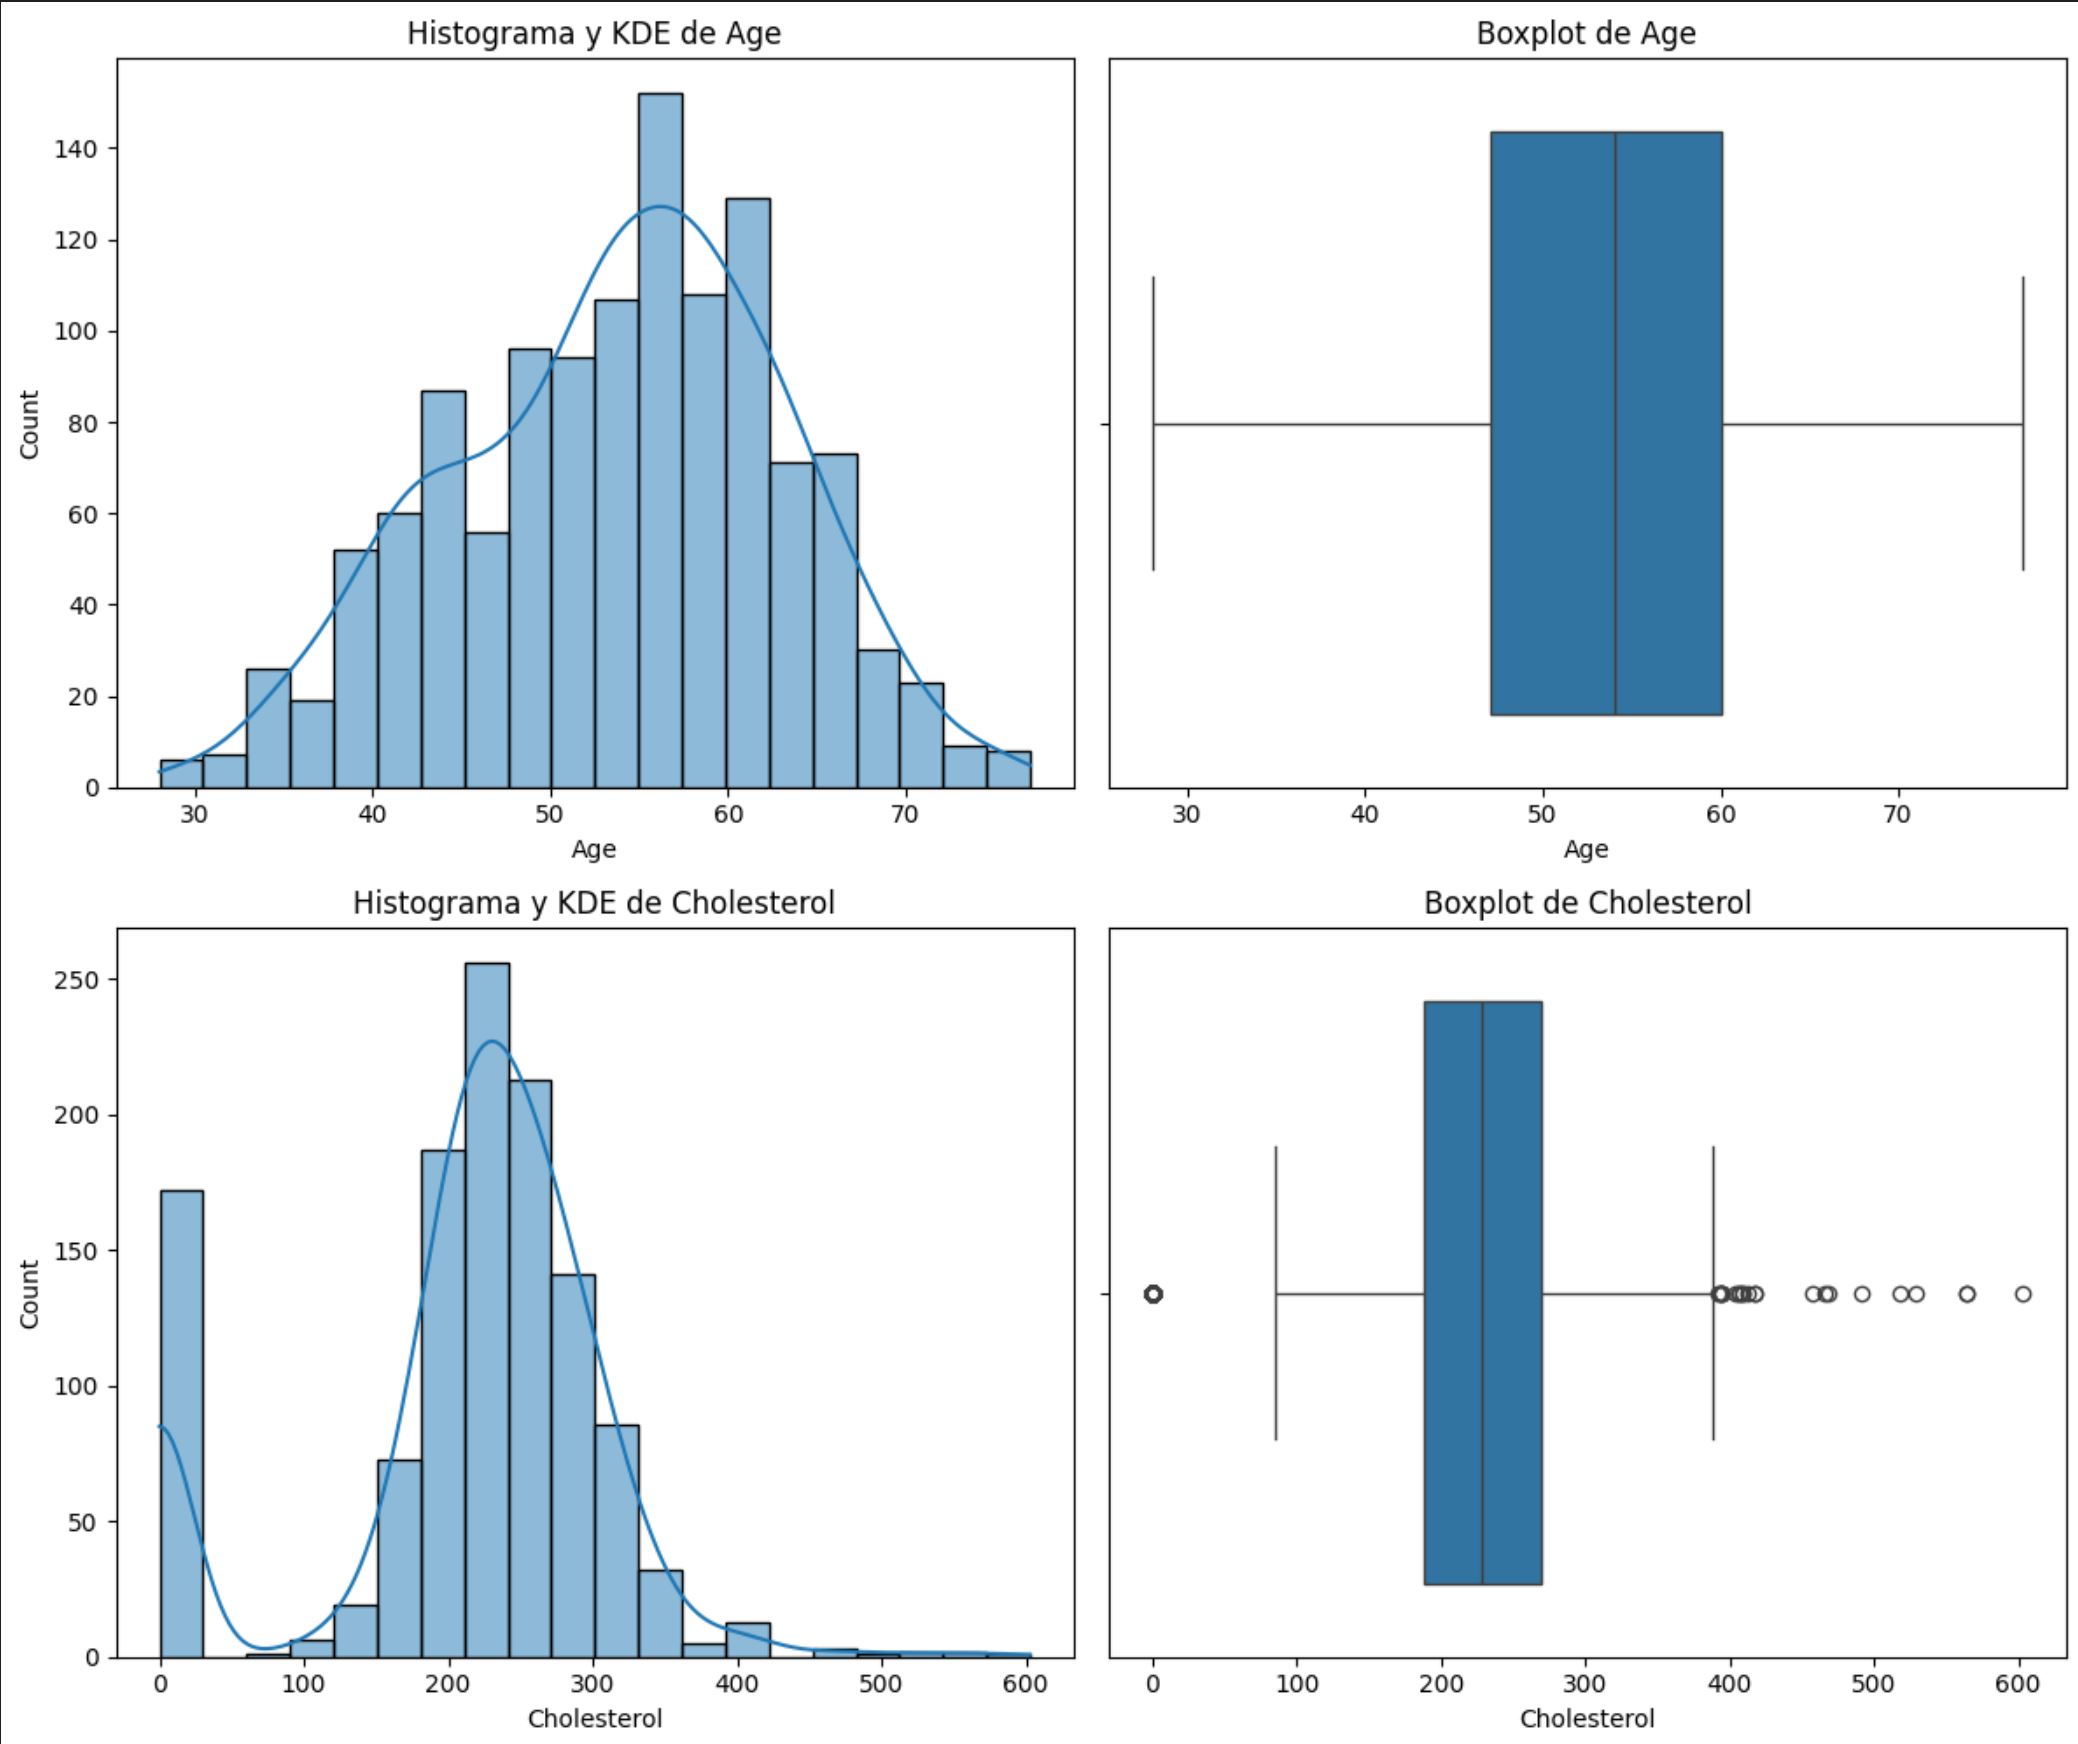 Histograma y KDE de Age
Count
140
120
100
80
60
40
20
0
30 40 50 60 70
Age
Boxplot de Age
30 40 50 60 70
Age
Histograma y KDE de Cholesterol
Count
250
200
150
100
50
0
0 100 200 300 400 500 600
Cholesterol
Boxplot de Cholesterol
0 100 200 300 400 500 600
Cholesterol